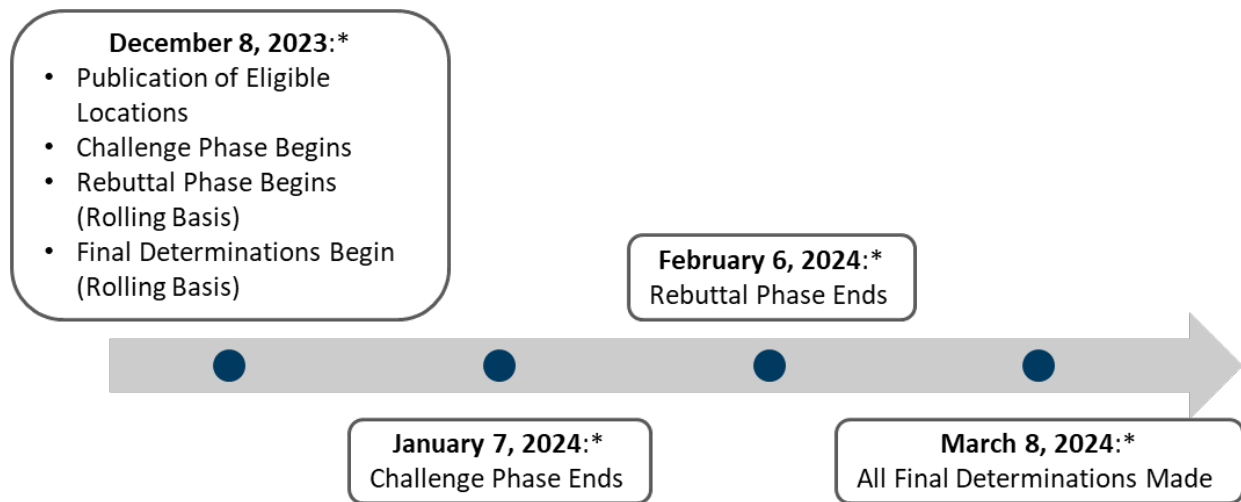 December 8, 2023:*
• Publication of Eligible
Locations
• Challenge Phase Begins
• Rebuttal Phase Begins
(Rolling Basis)
• Final Determinations Begin
(Rolling Basis)
January 7, 2024:*
Challenge Phase Ends
February 6, 2024:*
Rebuttal Phase Ends
March 8, 2024:*
All Final Determinations Made